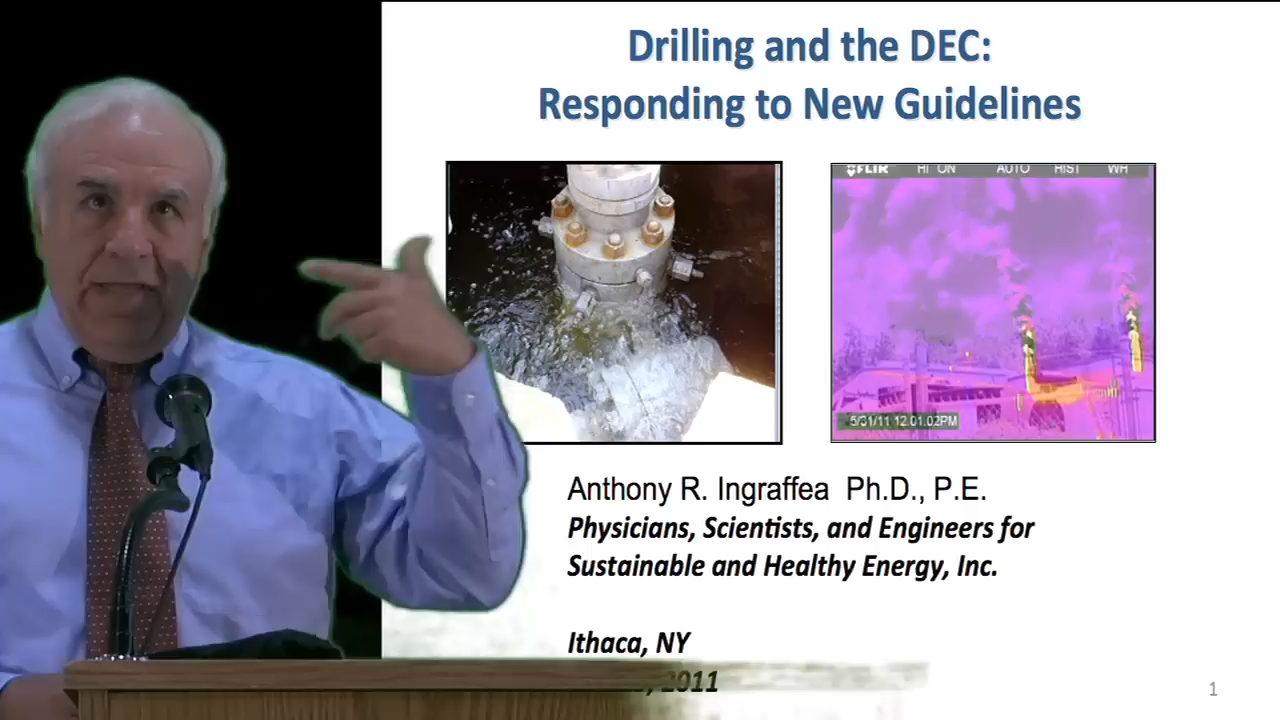 Drilling and the DEC:
Responding to New Guidelines
FLIR HI ON AUTO HIST WH
5/31/11 12:01:02PM
Anthony R. Ingraffea Ph.D., P.E.
Physicians, Scientists, and Engineers for
Sustainable and Healthy Energy, Inc.
Ithaca, NY
2011
1